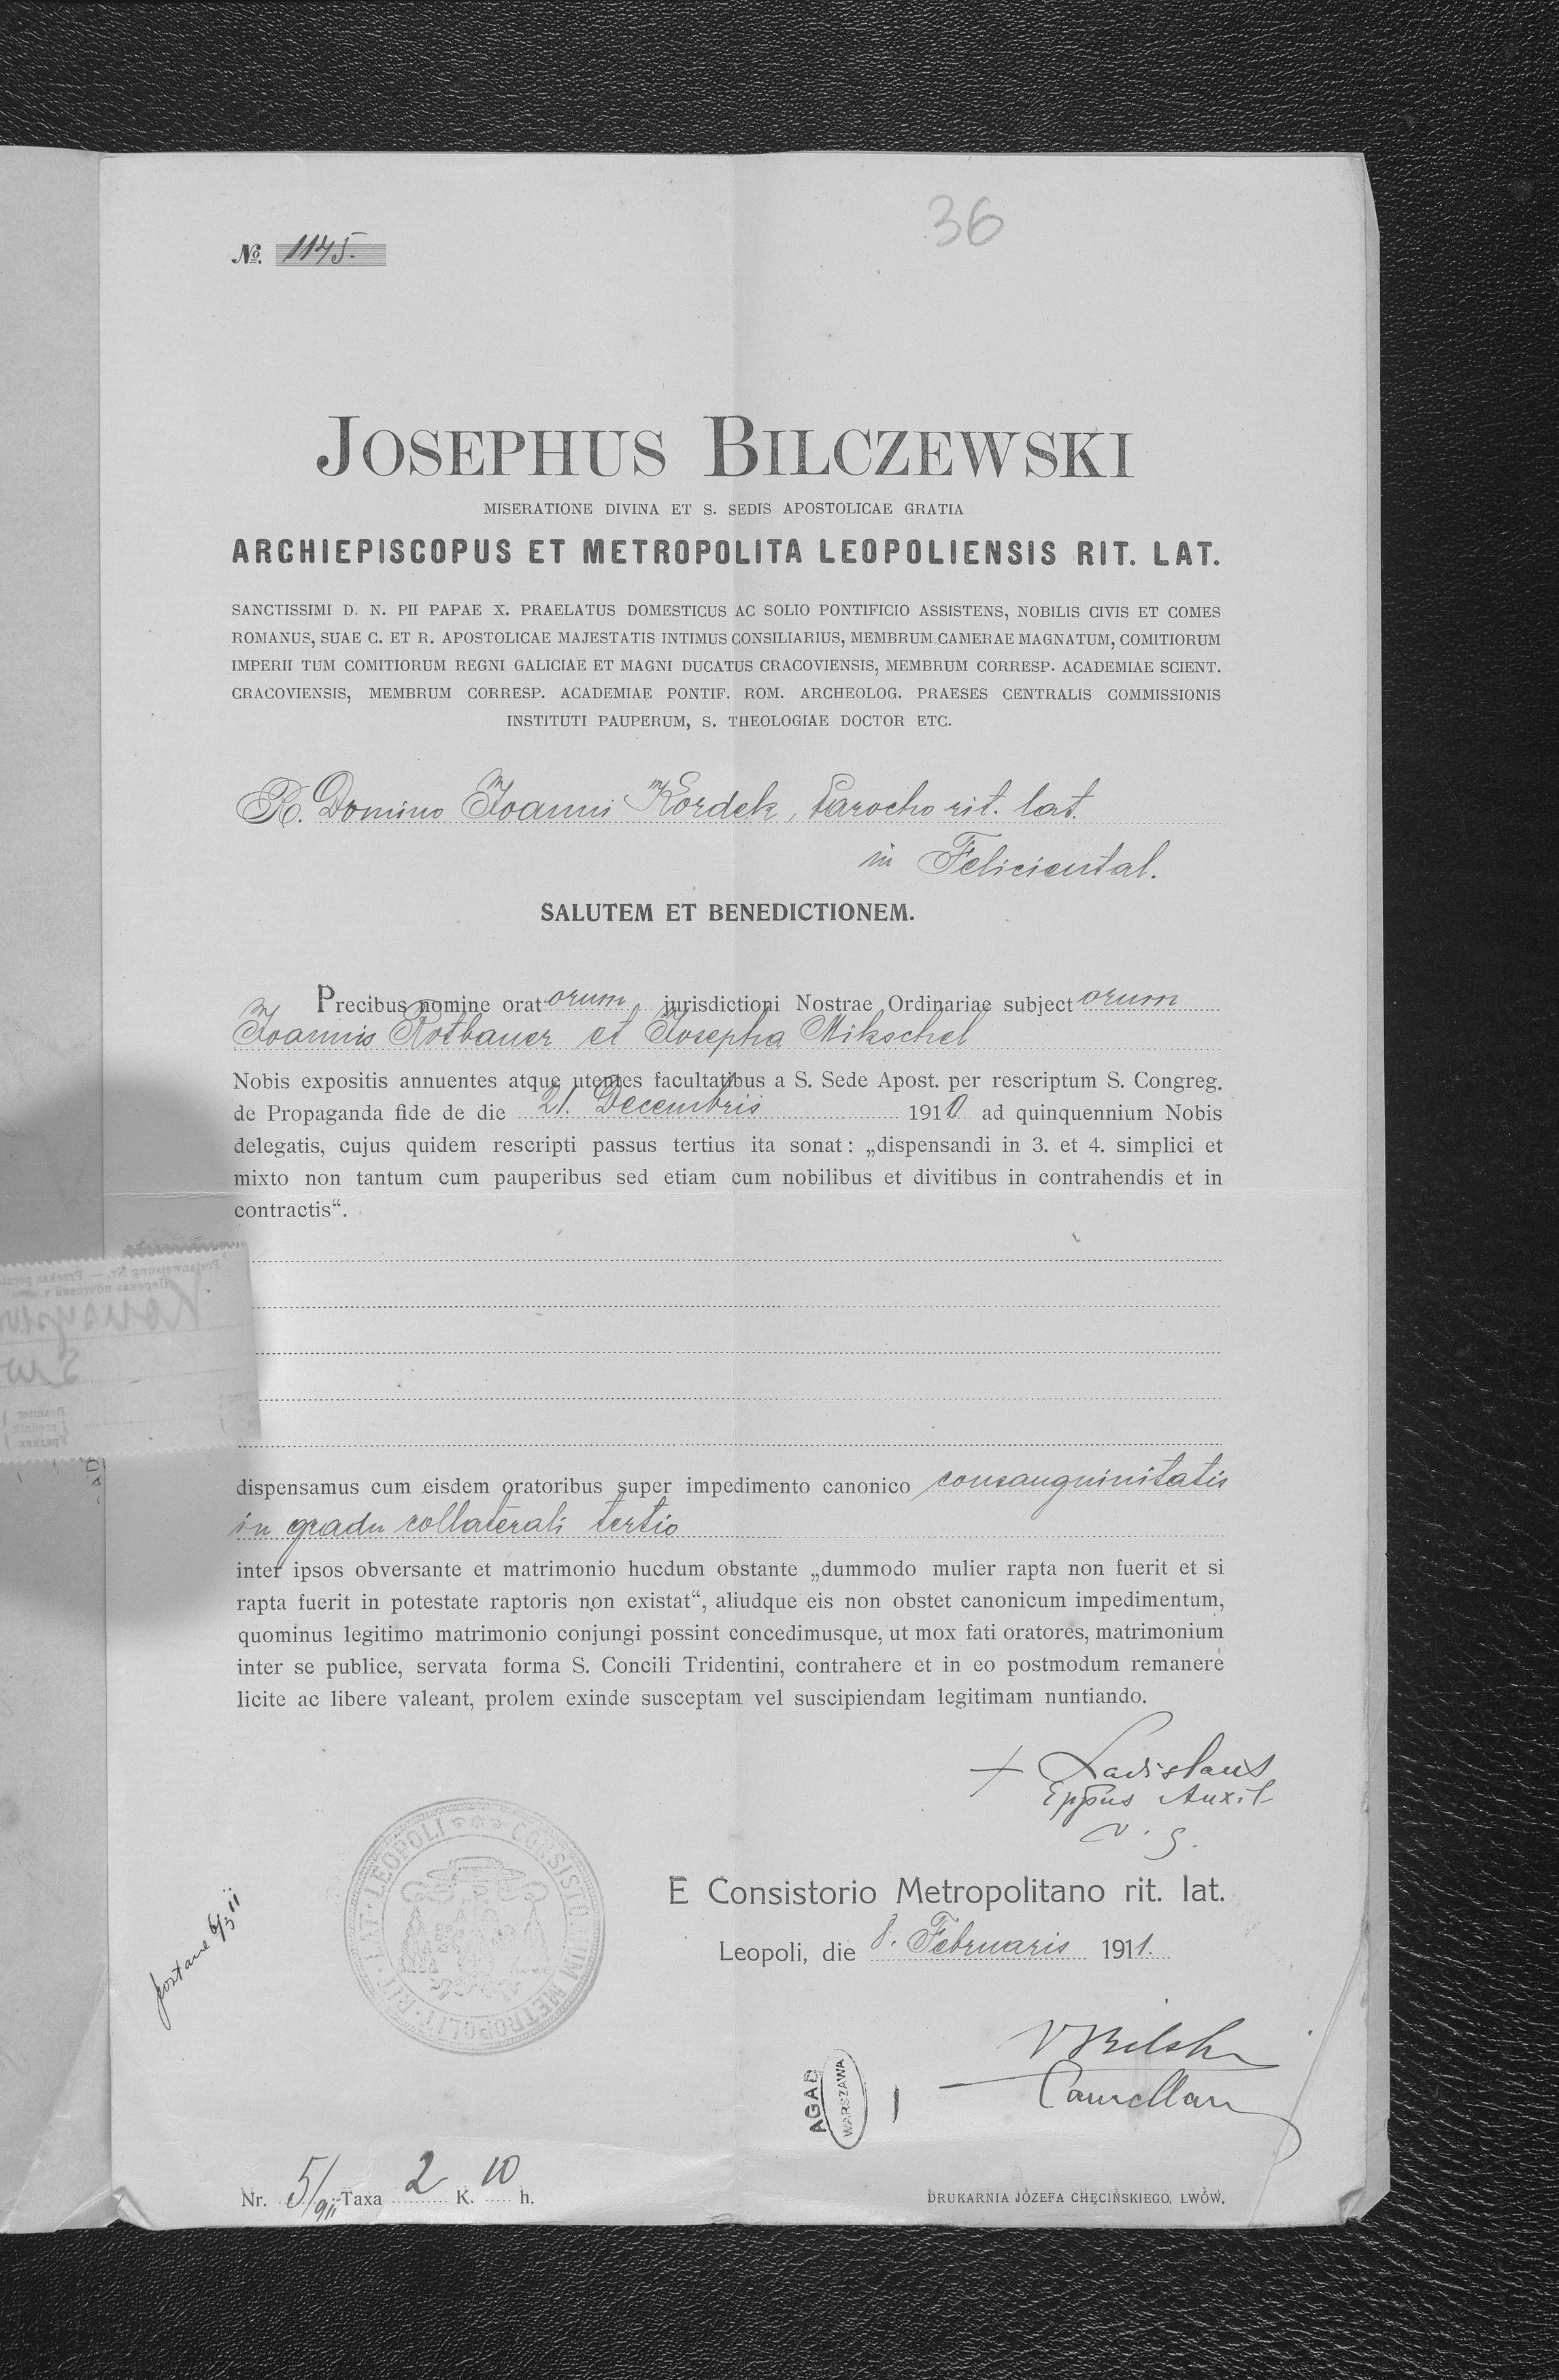 36
№. 1145.
JOSEPHUS BILCZEWSKI
MISERATIONE DIVINA ET S. SEDIS APOSTOLICAE GRATIA
ARCHIEPISCOPUS ET METROPOLITA LEOPOLIENSIS RIT. LAT.
SANCTISSIMI D. N. PII PAPAE X. PRAELATUS DOMESTICUS AC SOLIO PONTIFICIO ASSISTENS, NOBILIS CIVIS ET COMES
ROMANUS, SUAE C. ET R. APOSTOLICAE MAJESTATIS INTIMUS CONSILIARIUS, MEMBRUM CAMERAE MAGNATUM, COMITIORUM
IMPERII TUM COMITIORUM REGNI GALICIAE ET MAGNI DUCATUS CRACOVIENSIS, MEMBRUM CORRESP. ACADEMIAE SCIENT.
CRACOVIENSIS, MEMBRUM CORRESP. ACADEMIAE PONTIF. ROM. ARCHEOLOG. PRAESES CENTRALIS COMMISSIONIS
INSTITUTI PAUPERUM, S. THEOLOGIAE DOCTOR ETC.
R. Domino Joanni Kordek, Parocho rit. lat.
in Feliciental.
SALUTEM ET BENEDICTIONEM.
Precibus nomine oratorum jurisdictioni Nostrae Ordinariae subjectorum
Joannis Rotbauer et Josepha Mikschel
Nobis expositis annuentes atque utentes facultatibus a S. Sede Apost. per rescriptum S. Congreg.
de Propaganda fide de die 21. Decembris 1910 ad quinquennium Nobis
delegatis, cujus quidem rescripti passus tertius ita sonat: „dispensandi in 3. et 4. simplici et
mixto non tantum cum pauperibus sed etiam cum nobilibus et divitibus in contrahendis et in
contractis“.
dispensamus cum eisdem oratoribus super impedimento canonico consanguinitatis
in gradu collaterali tertio
inter ipsos obversante et matrimonio hucdum obstante „dummodo mulier rapta non fuerit et si
rapta fuerit in potestate raptoris non existat“, aliudque eis non obstet canonicum impedimentum,
quominus legitimo matrimonio conjungi possint concedimusque, ut mox fati oratores, matrimonium
inter se publice, servata forma S. Concili Tridentini, contrahere et in eo postmodum remanere
licite ac libere valeant, prolem exinde susceptam vel suscipiendam legitimam nuntiando.
+ Ladislaus
Eppus Auxil
v. g.
CONSISTORIUM METROPOLIT. RIT. LAT. LEOPOLI
E Consistorio Metropolitano rit. lat.
Leopoli, die 8. Februaris 1911.
Cancellar
AGAD
WARSZAWA
Nr. 5/911 Taxa 2 K. 10 h.
DRUKARNIA JÓZEFA CHĘCIŃSKIEGO, LWÓW.